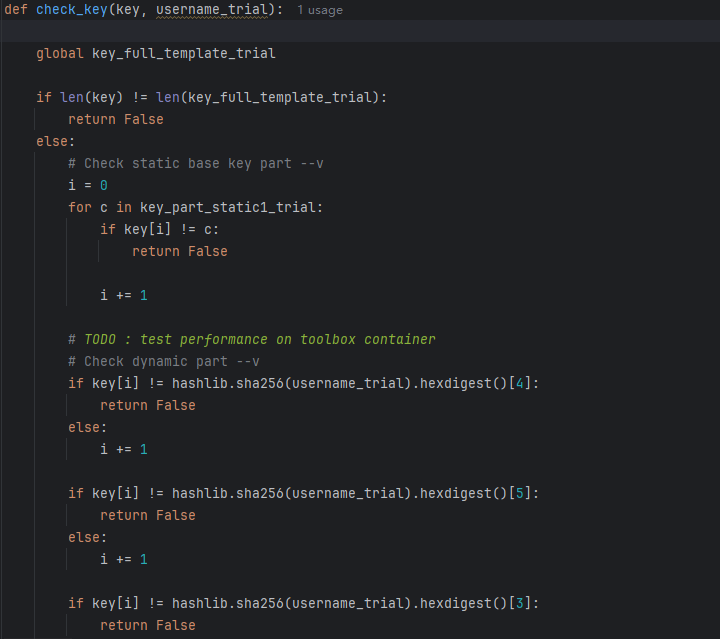 def check_key(key, username_trial): 1 usage
global key_full_template_trial
if len(key) != len(key_full_template_trial):
return False
else:
# Check static base key part --v
i = 0
for c in key_part_static1_trial:
if key[i] != c:
return False
i += 1
# TODO : test performance on toolbox container
# Check dynamic part --v
if key[i] != hashlib.sha256(username_trial).hexdigest()[4]:
return False
else:
i += 1
if key[i] != hashlib.sha256(username_trial).hexdigest()[5]:
return False
else:
i += 1
if key[i] != hashlib.sha256(username_trial).hexdigest()[3]:
return False